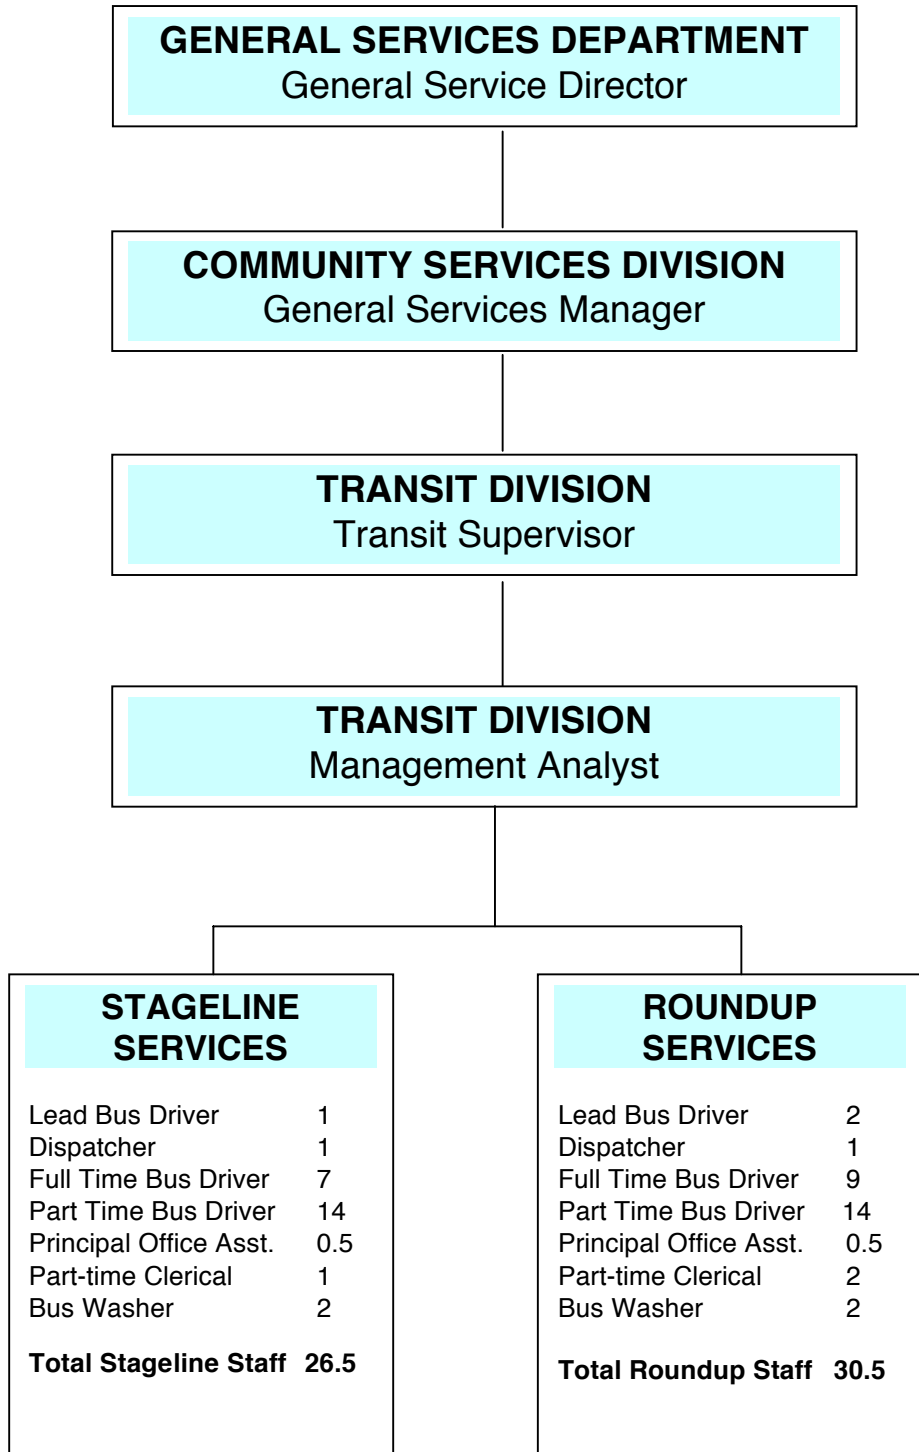 GENERAL SERVICES DEPARTMENT
General Service Director
COMMUNITY SERVICES DIVISION
General Services Manager
TRANSIT DIVISION
Transit Supervisor
TRANSIT DIVISION
Management Analyst
STAGELINE
SERVICES
Lead Bus Driver 1
Dispatcher 1
Full Time Bus Driver 7
Part Time Bus Driver 14
Principal Office Asst. 0.5
Part-time Clerical 1
Bus Washer 2
Total Stageline Staff 26.5
ROUNDUP
SERVICES
Lead Bus Driver 2
Dispatcher 1
Full Time Bus Driver 9
Part Time Bus Driver 14
Principal Office Asst. 0.5
Part-time Clerical 2
Bus Washer 2
Total Roundup Staff 30.5